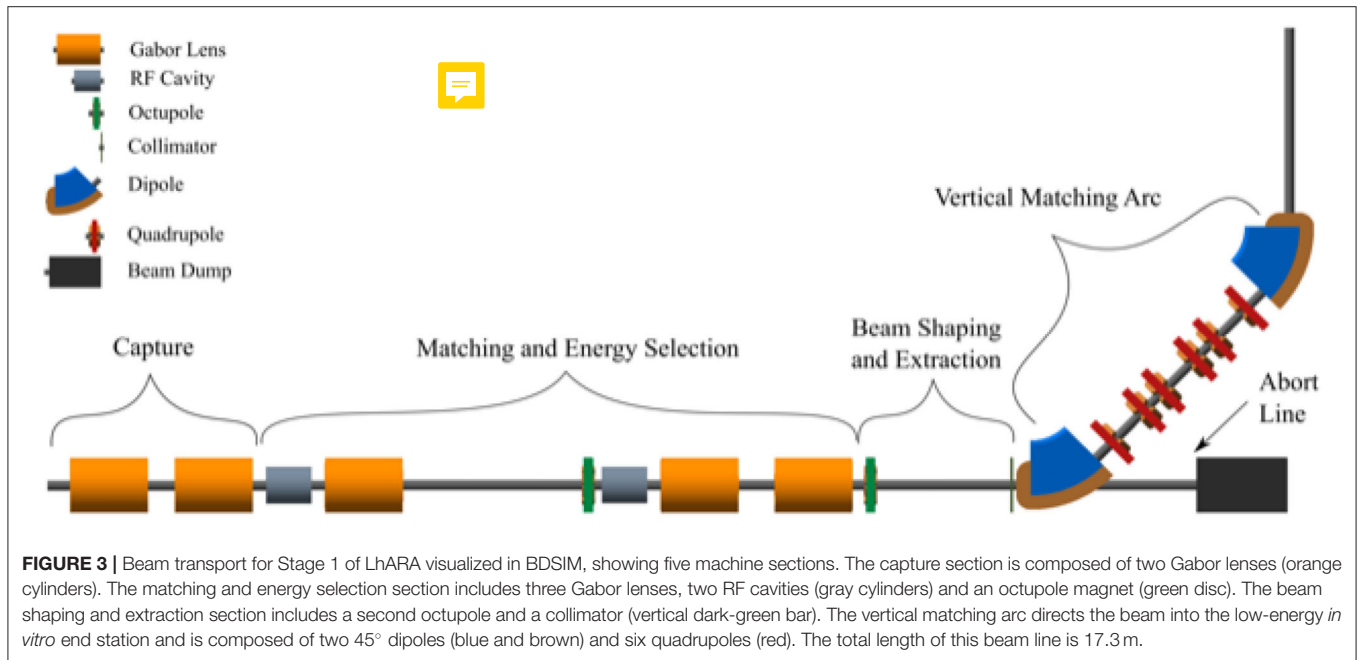 Gabor Lens
RF Cavity
Octupole
Collimator
Dipole
Quadrupole
Beam Dump
Capture
Matching and Energy Selection
Beam Shaping
and Extraction
Vertical Matching Arc
Abort
Line
FIGURE 3 | Beam transport for Stage 1 of LhARA visualized in BDSIM, showing five machine sections. The capture section is composed of two Gabor lenses (orange
cylinders). The matching and energy selection section includes three Gabor lenses, two RF cavities (gray cylinders) and an octupole magnet (green disc). The beam
shaping and extraction section includes a second octupole and a collimator (vertical dark-green bar). The vertical matching arc directs the beam into the low-energy in
vitro end station and is composed of two 45° dipoles (blue and brown) and six quadrupoles (red). The total length of this beam line is 17.3 m.